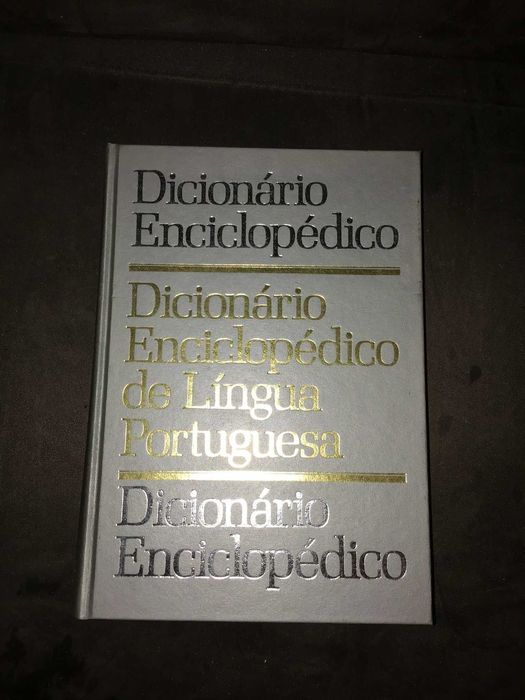 Dicionário
Enciclopédico
Dicionário
Enciclopédico
de Língua
Portuguesa
Dicionário
Enciclopédico